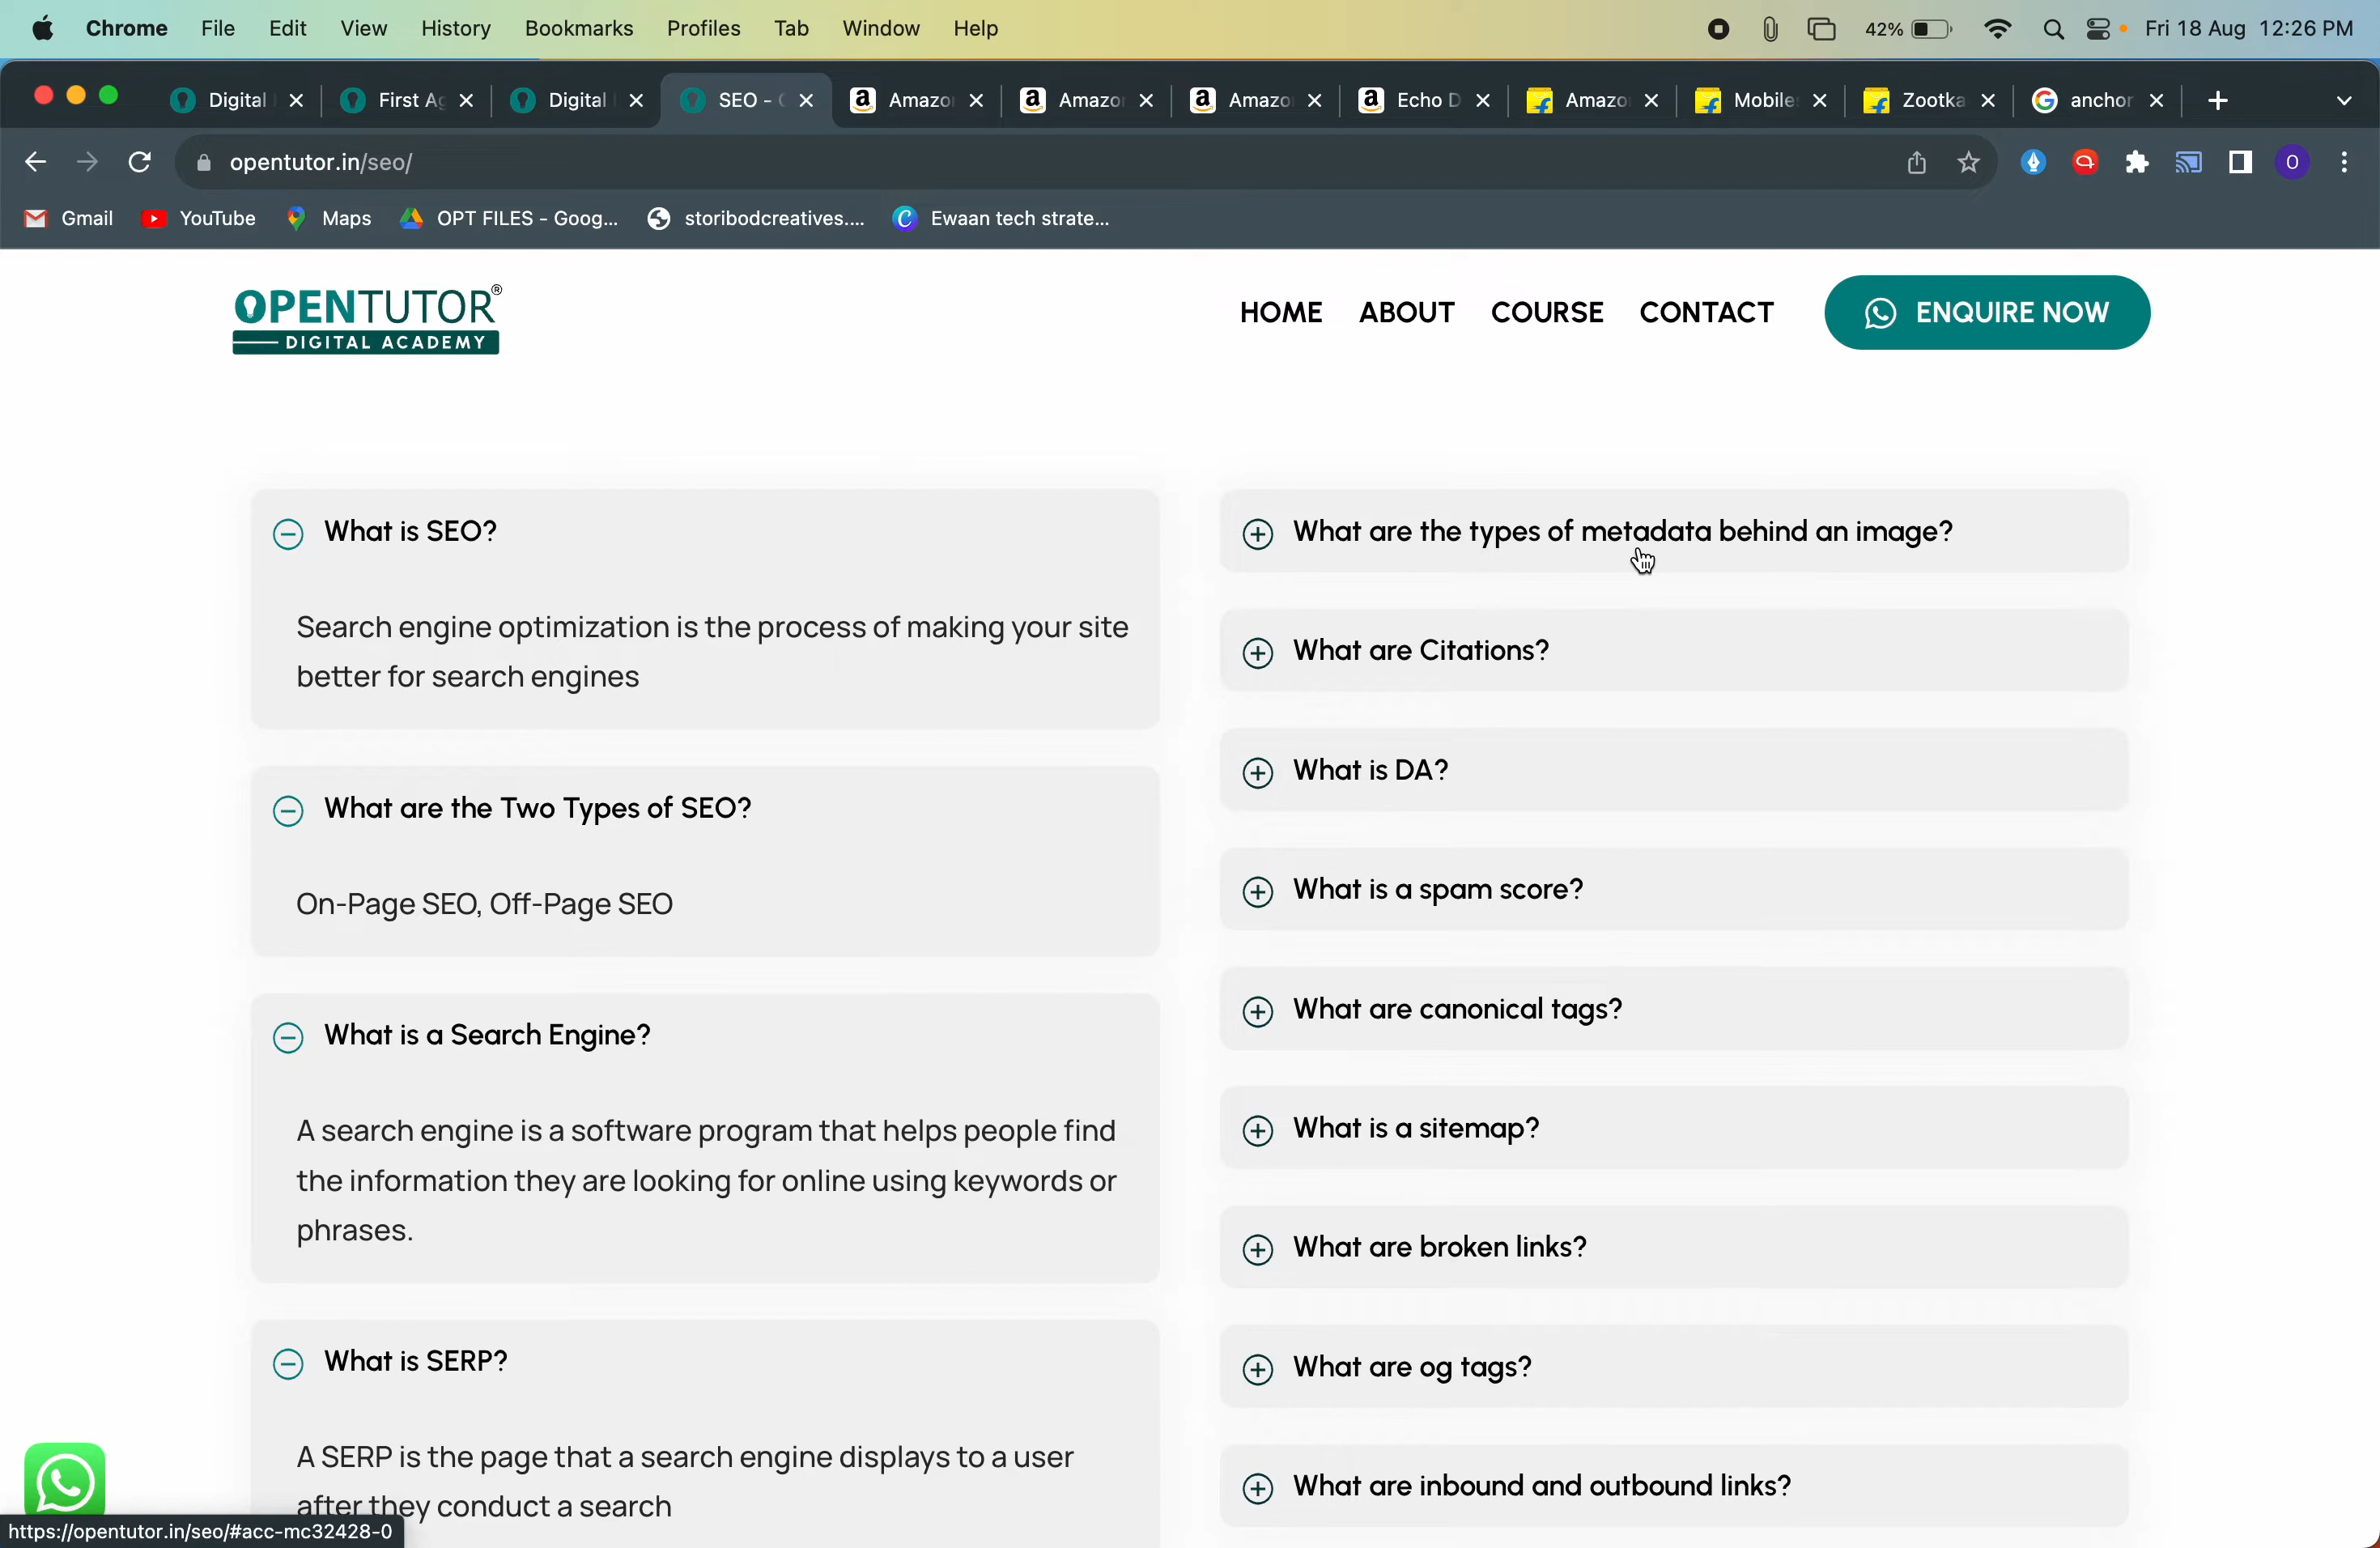 Chrome File Edit View History Bookmarks Profiles Tab Window Help 42% Fri 18 Aug 12:26 PM
Digital First Ag Digital SEO - Amazo Amazo Amazo Echo D Amazo Mobile Zootka anchor
opentutor.in/seo/ O
Gmail YouTube Maps OPT FILES - Goog... storibodcreatives.... Ewaan tech strate...
OPENTUTOR®
DIGITAL ACADEMY
HOME ABOUT COURSE CONTACT ENQUIRE NOW
What is SEO?
Search engine optimization is the process of making your site
better for search engines
What are the Two Types of SEO?
On-Page SEO, Off-Page SEO
What is a Search Engine?
A search engine is a software program that helps people find
the information they are looking for online using keywords or
phrases.
What is SERP?
A SERP is the page that a search engine displays to a user
after they conduct a search
What are the types of metadata behind an image?
What are Citations?
What is DA?
What is a spam score?
What are canonical tags?
What is a sitemap?
What are broken links?
What are og tags?
What are inbound and outbound links?
https://opentutor.in/seo/#acc-mc32428-0